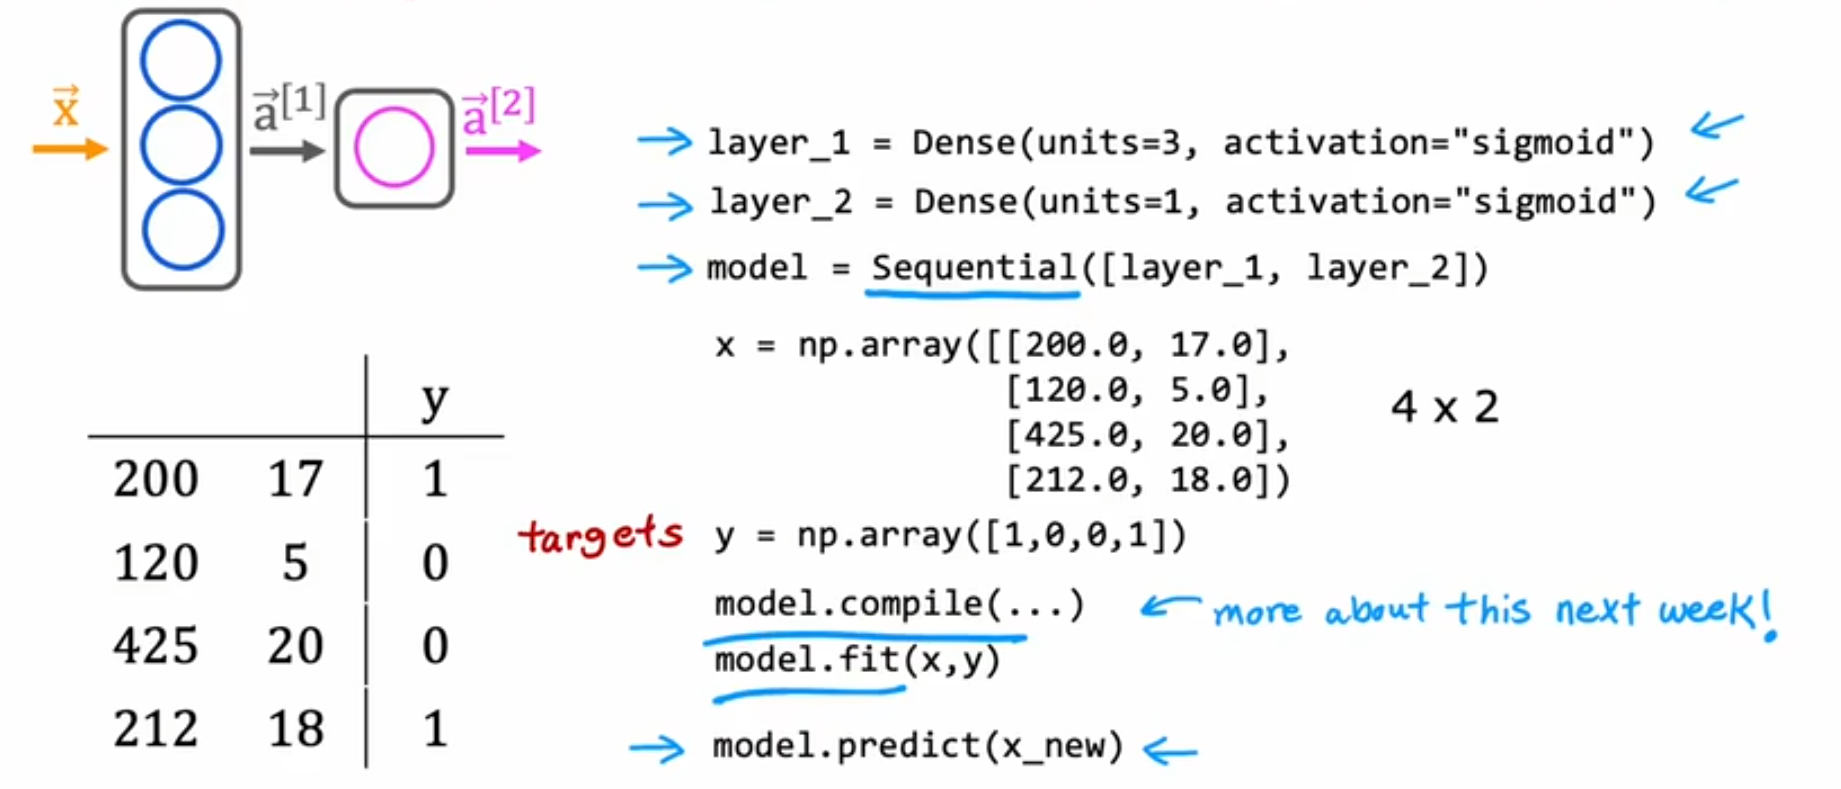 x⃗ a⃗[1] a⃗[2]
layer_1 = Dense(units=3, activation="sigmoid")
layer_2 = Dense(units=1, activation="sigmoid")
model = Sequential([layer_1, layer_2])
x = np.array([[200.0, 17.0],
[120.0, 5.0],
[425.0, 20.0],
[212.0, 18.0])
4 x 2
y
200 17 1
120 5 0
425 20 0
212 18 1
targets y = np.array([1,0,0,1])
model.compile(...) more about this next week!
model.fit(x,y)
model.predict(x_new)